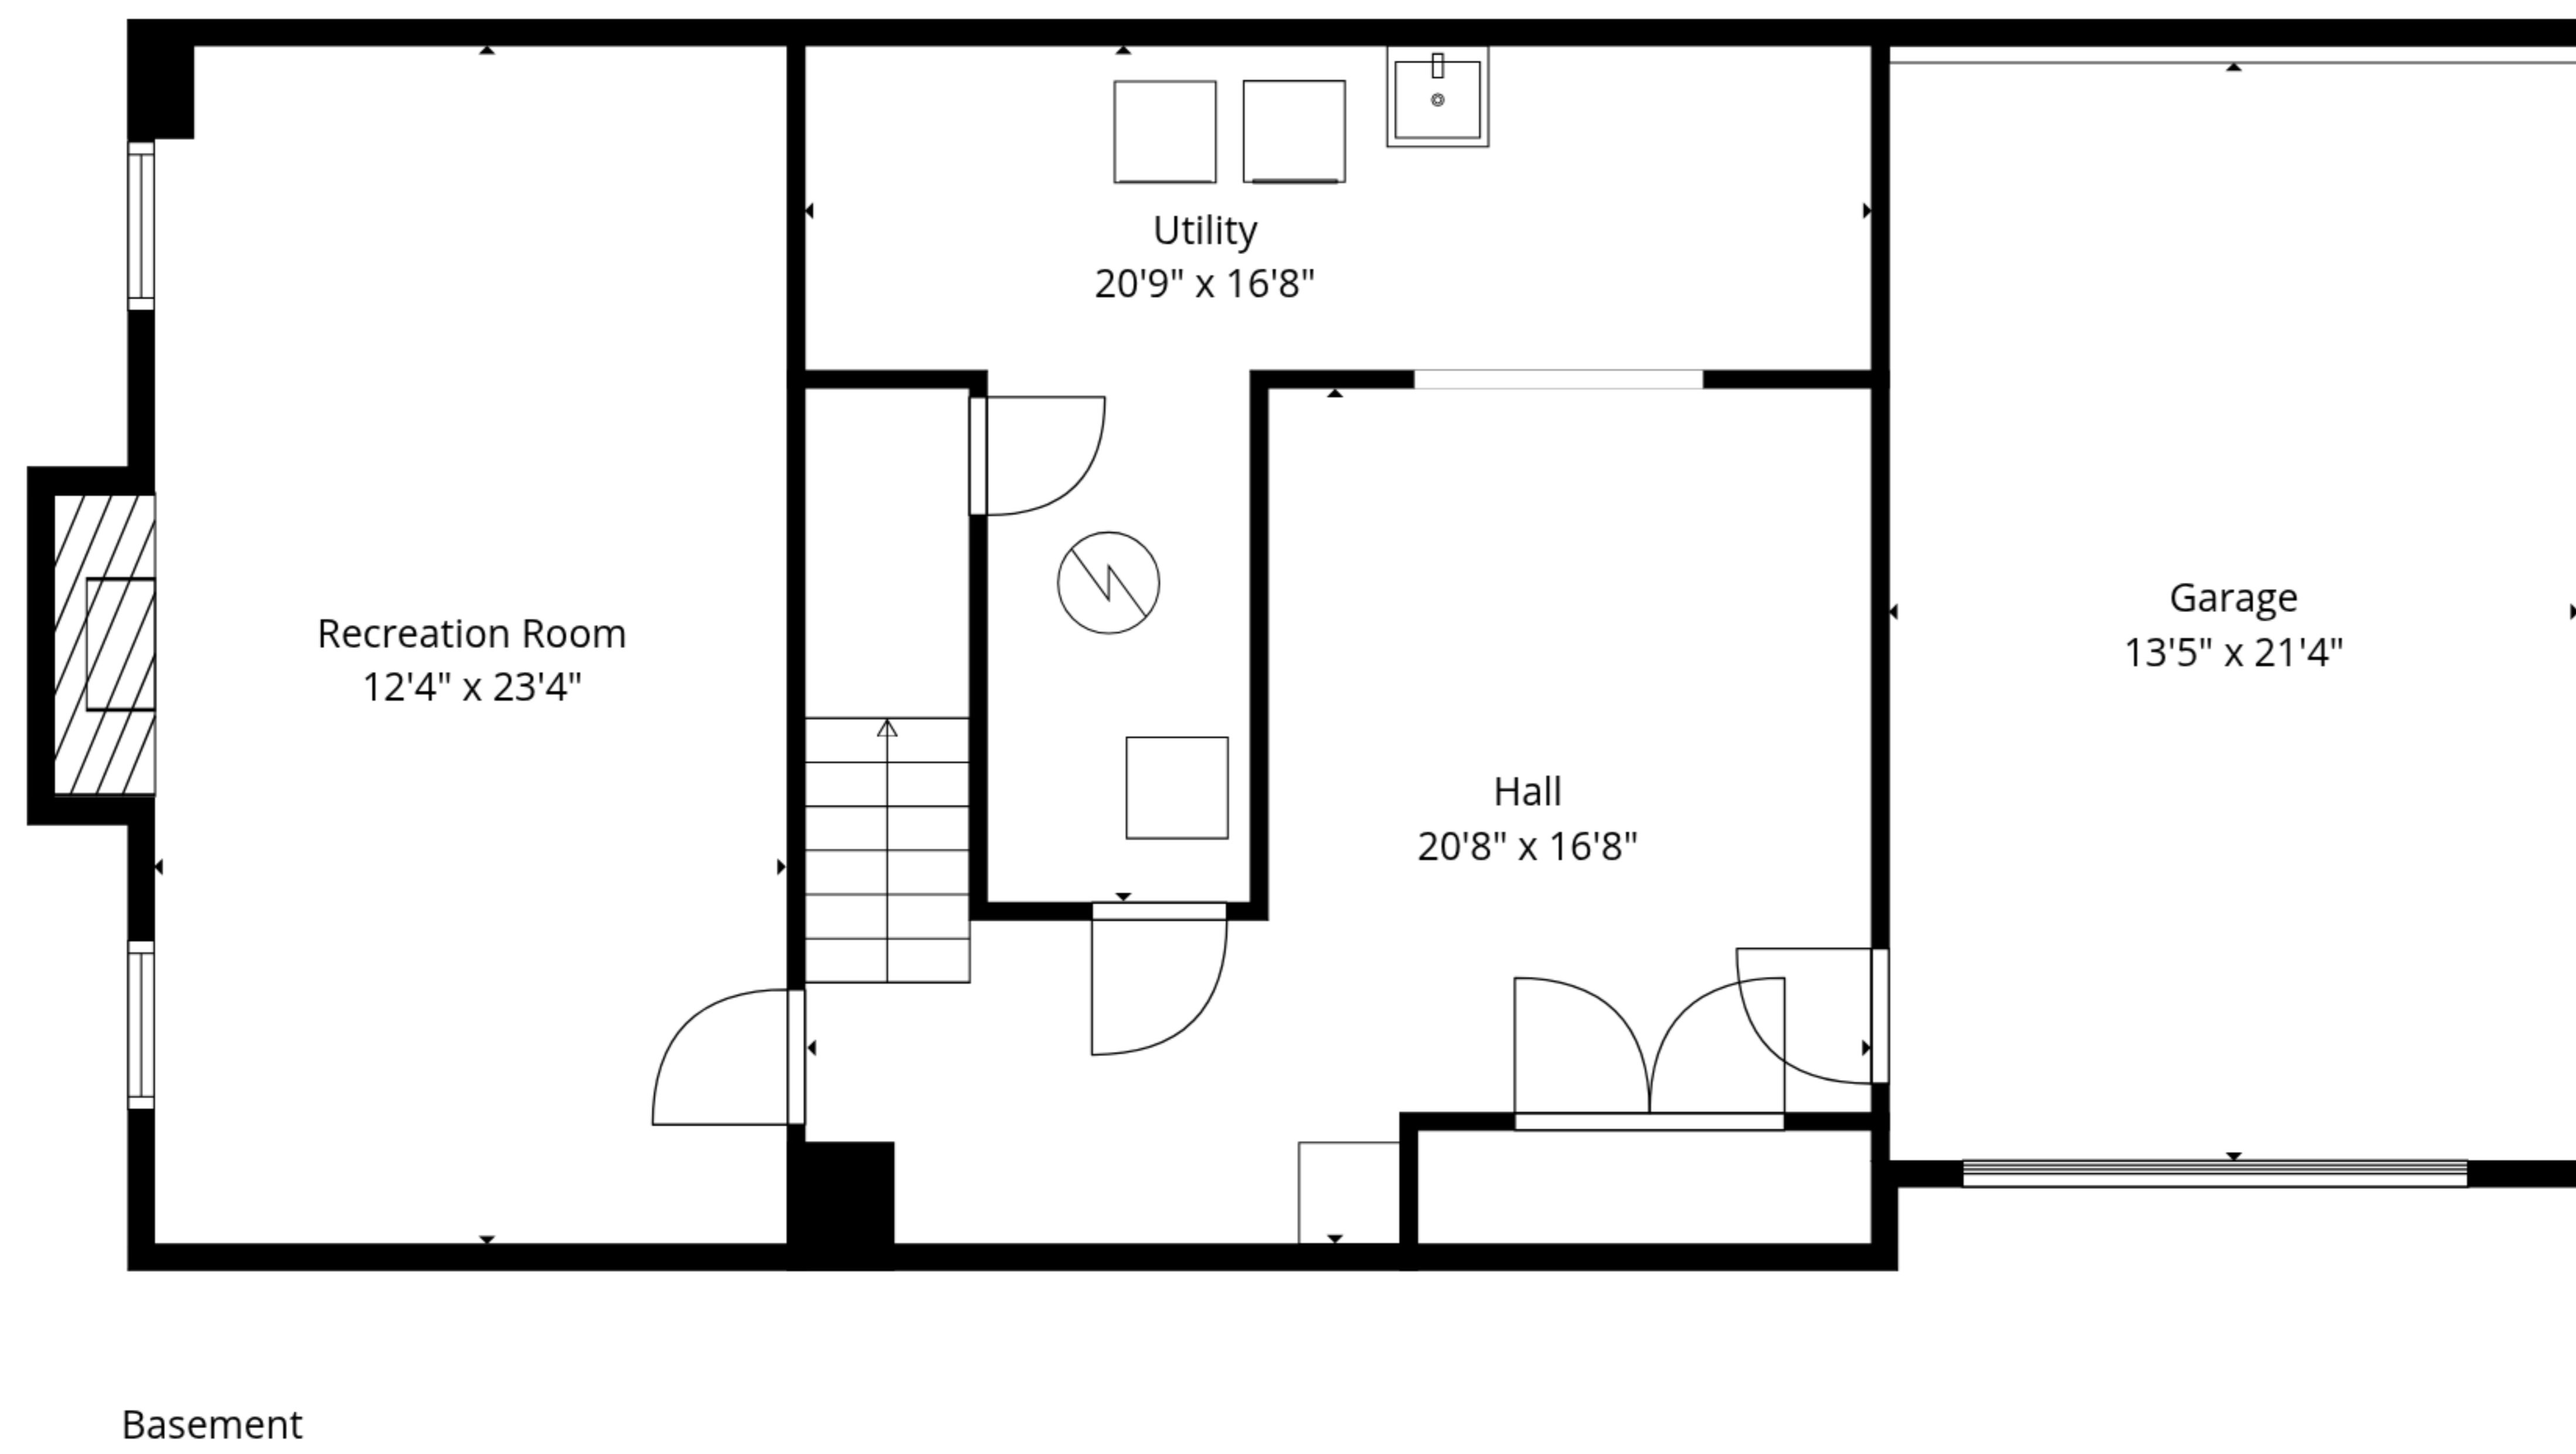 Utility
20'9" x 16'8"
Recreation Room
12'4" x 23'4"
Garage
13'5" x 21'4"
Hall
20'8" x 16'8"
Basement